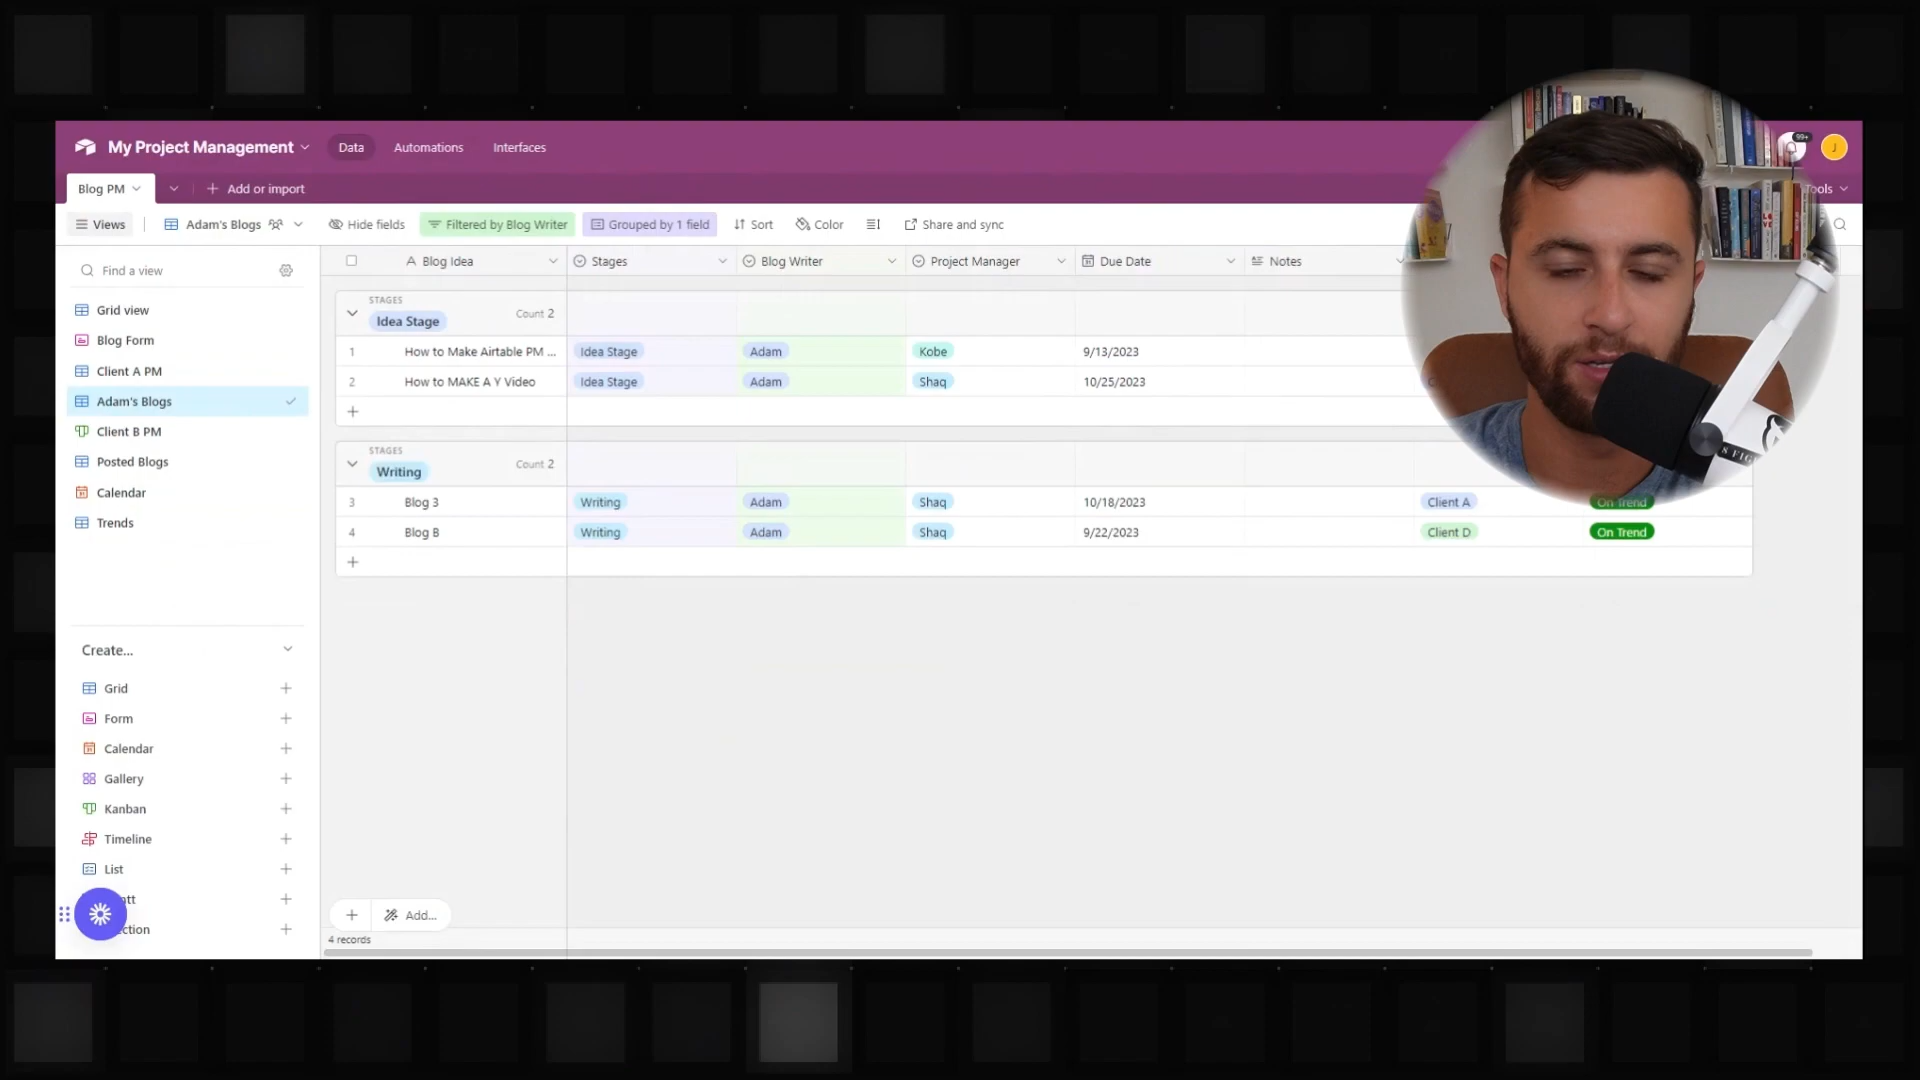 My Project Management Data Automations Interfaces 99+ J
Blog PM Add or import Tools
Views Adam's Blogs Hide fields Filtered by Blog Writer Grouped by 1 field Sort Color Share and sync
Find a view
Grid view
Blog Form
Client A PM
Adam's Blogs
Client B PM
Posted Blogs
Calendar
Trends
Create...
Grid
Form
Calendar
Gallery
Kanban
Timeline
List
A Blog Idea Stages Blog Writer Project Manager Due Date Notes
STAGES
Idea Stage Count 2
1 How to Make Airtable PM ... Idea Stage Adam Kobe 9/13/2023
2 How to MAKE A Y Video Idea Stage Adam Shaq 10/25/2023
STAGES
Writing Count 2
3 Blog 3 Writing Adam Shaq 10/18/2023 Client A On Trend
4 Blog B Writing Adam Shaq 9/22/2023 Client D On Trend
Add...
4 records